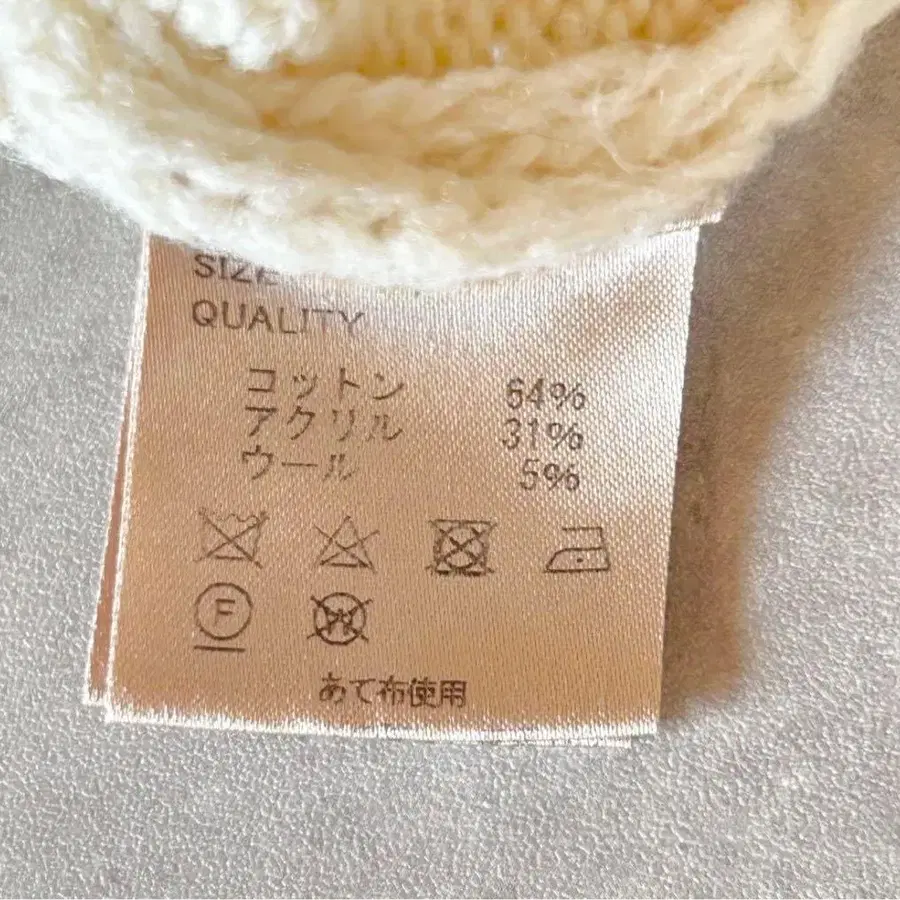 SIZE
QUALITY
コットン 64%
アクリル 31%
ウール 5%
F
W
あて布使用